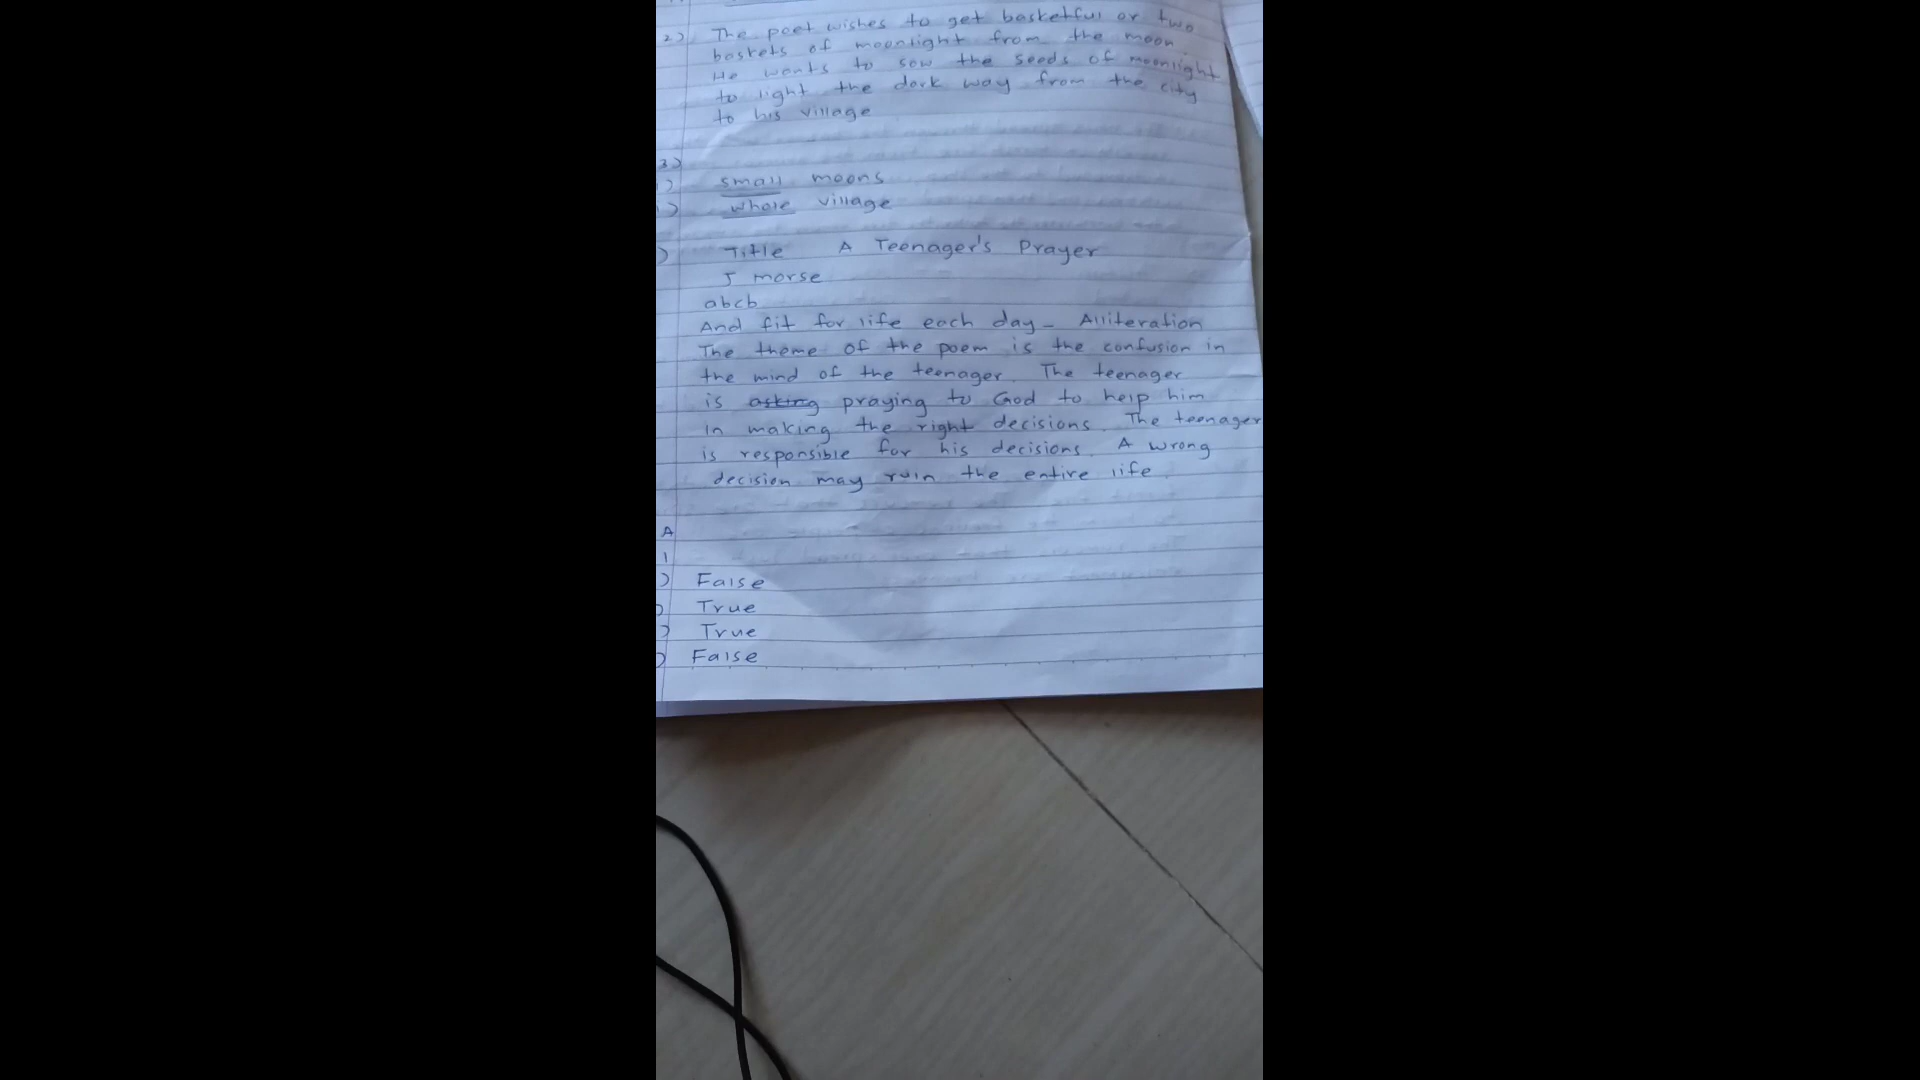 2) The poet wishes to get basketful or two
baskets of moonlight from the moon.
He wants to sow the seeds of moonlight
to light the dark way from the city
to his village
3)
) small moons
) whole village
) Title A Teenager's Prayer
J morse
abcb
And fit for life each day - Alliteration
The theme of the poem is the confusion in
the mind of the teenager. The teenager
is asking praying to God to help him
in making the right decisions. The teenager
is responsible for his decisions. A wrong
decision may ruin the entire life.
A
1
) False
) True
) True
) False